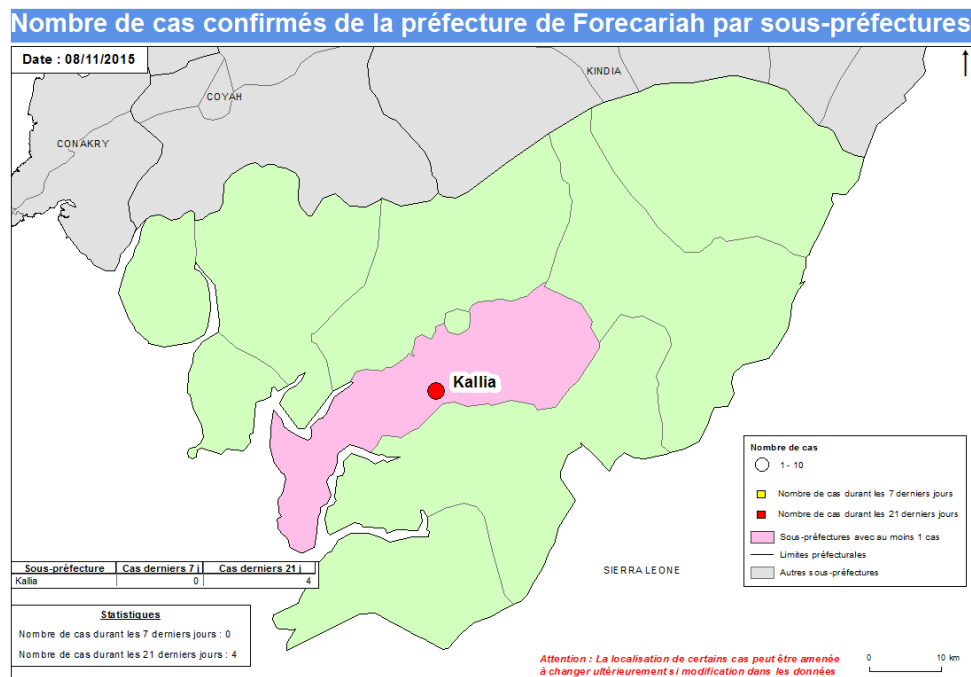 Nombre de cas confirmés de la préfecture de Forecariah par sous-préfectures
Date : 08/11/2015
KINDIA
COYAH
CONAKRY
Kallia
Nombre de cas
1 - 10
Nombre de cas durant les 7 derniers jours
Nombre de cas durant les 21 derniers jours
Sous-préfectures avec au moins 1 cas
Limites préfecturales
Autres sous-préfectures
SIERRA LEONE
Sous-préfecture Cas derniers 7 j Cas derniers 21 j
Kallia 0 4
Statistiques
Nombre de cas durant les 7 derniers jours : 0
Nombre de cas durant les 21 derniers jours : 4
Attention : La localisation de certains cas peut être amenée
à changer ultérieurement si modification dans les données
0 10 km